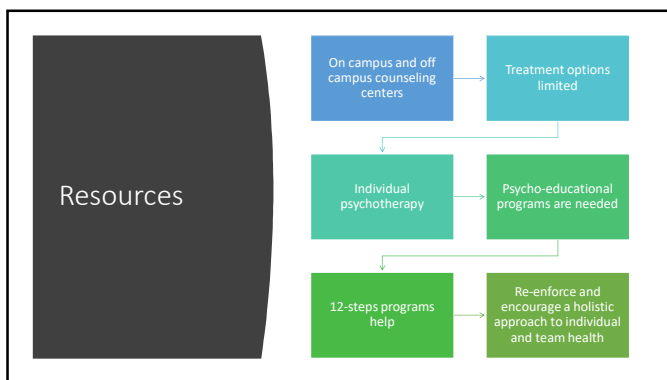 Resources
On campus and off
campus counseling
centers
Treatment options
limited
Individual
psychotherapy
Psycho-educational
programs are needed
12-steps programs
help
Re-enforce and
encourage a holistic
approach to individual
and team health